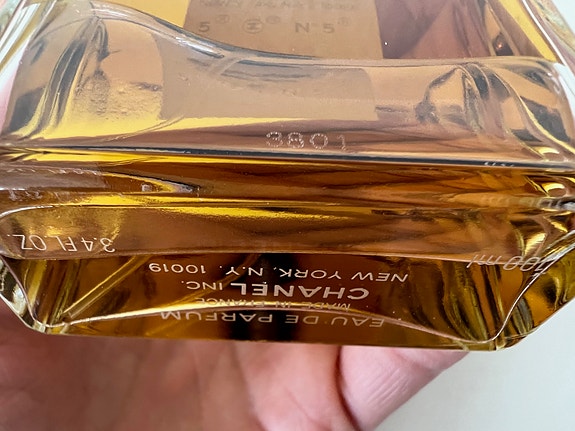 5® Ⓩ® N°5®
3801
EAU DE PARFUM
MADE IN FRANCE
CHANEL INC.
NEW YORK, N.Y. 10019
3.4 FL. OZ.
100 ml